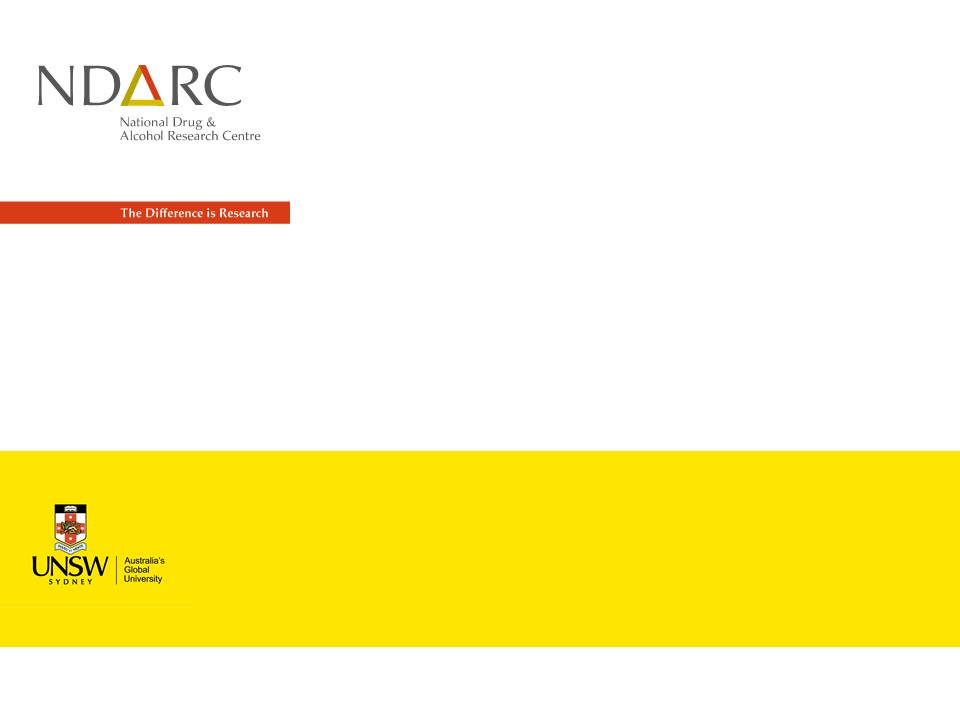 NDARC
National Drug &
Alcohol Research Centre
The Difference is Research
UNSW
SYDNEY
Australia's
Global
University